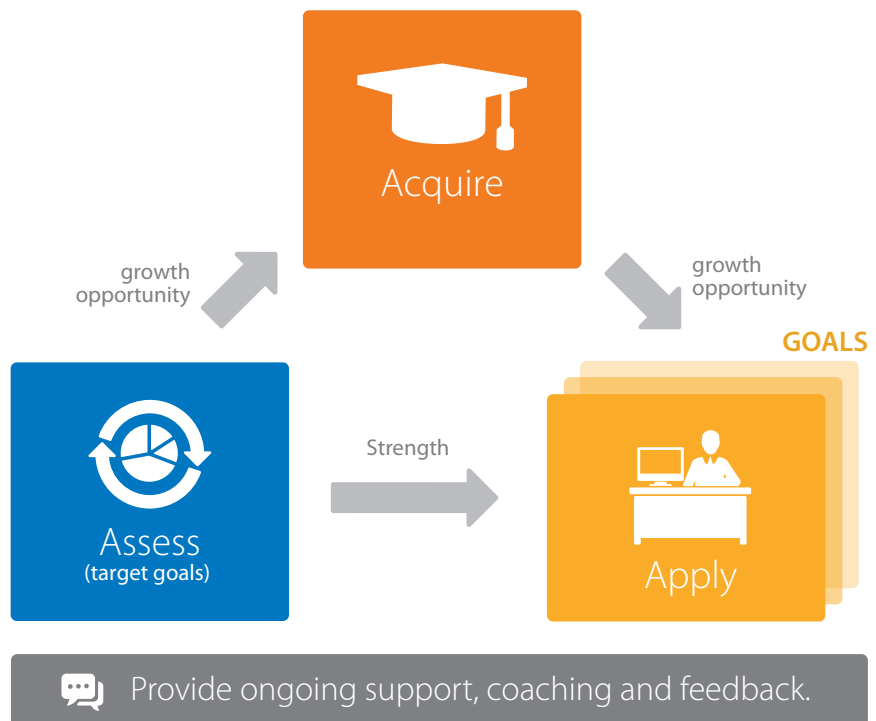 Acquire
growth
opportunity
growth
opportunity
GOALS
Strength
Assess
(target goals)
Apply
Provide ongoing support, coaching and feedback.